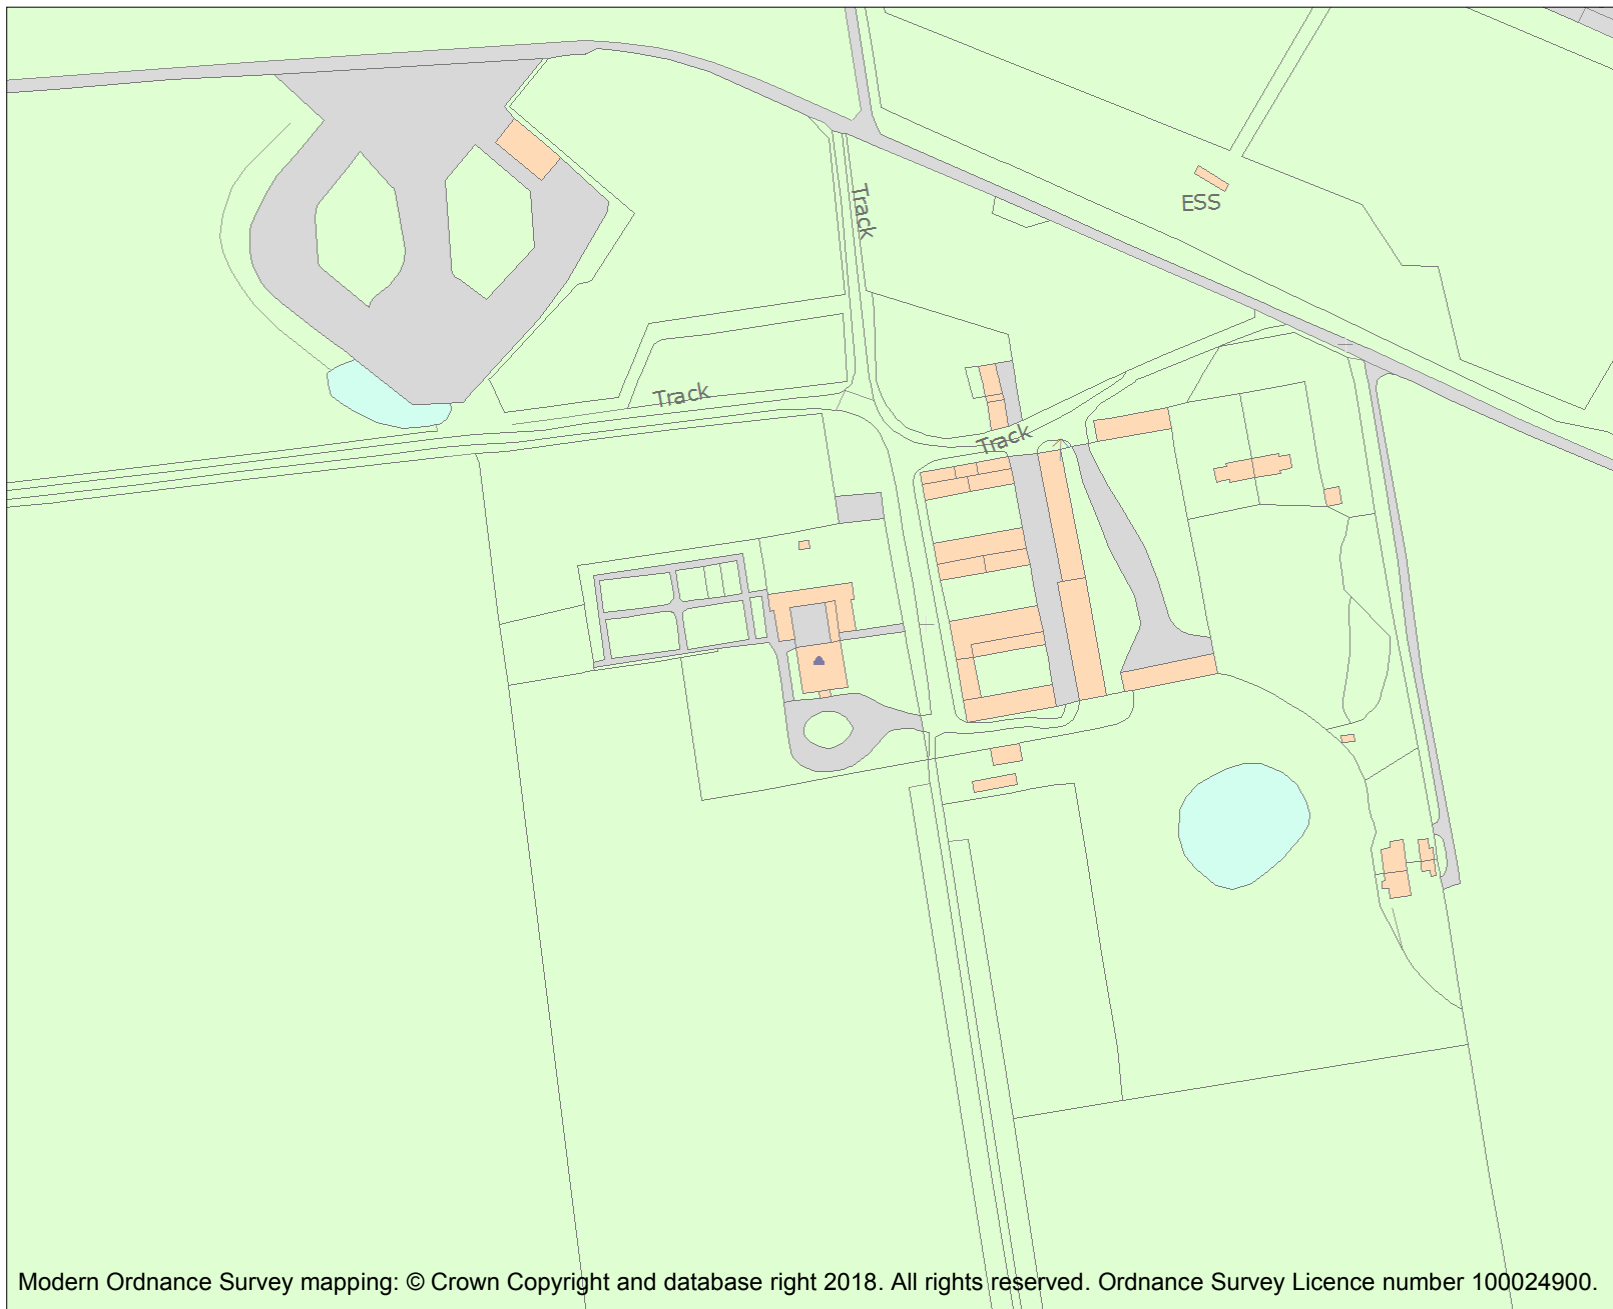 Track
ESS
Track
Track
Modern Ordnance Survey mapping: © Crown Copyright and database right 2018. All rights reserved. Ordnance Survey Licence number 100024900.